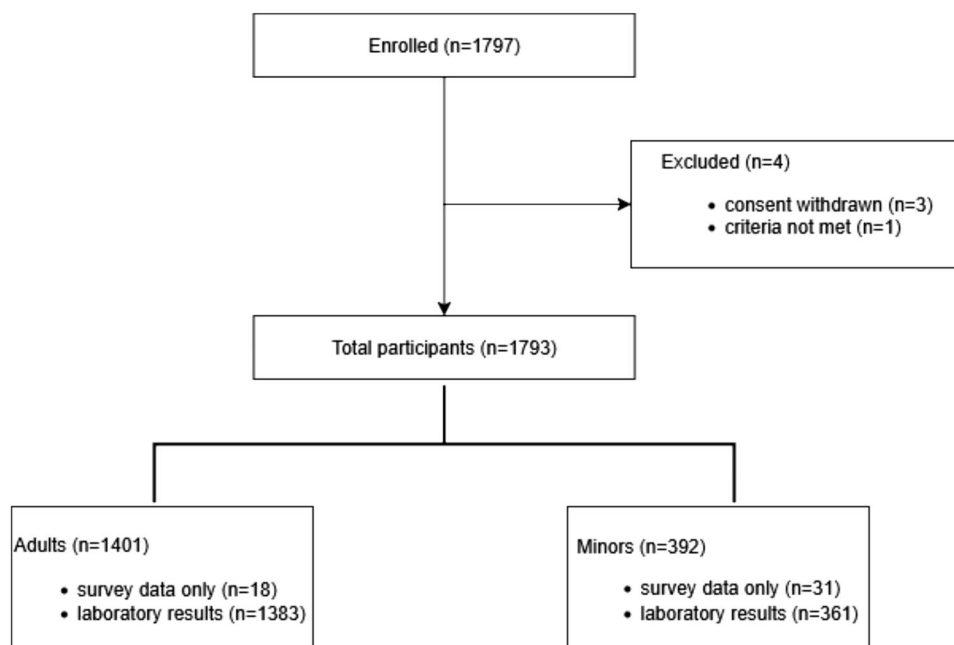 Enrolled (n=1797)
Excluded (n=4)
• consent withdrawn (n=3)
• criteria not met (n=1)
Total participants (n=1793)
Adults (n=1401)
• survey data only (n=18)
• laboratory results (n=1383)
Minors (n=392)
• survey data only (n=31)
• laboratory results (n=361)